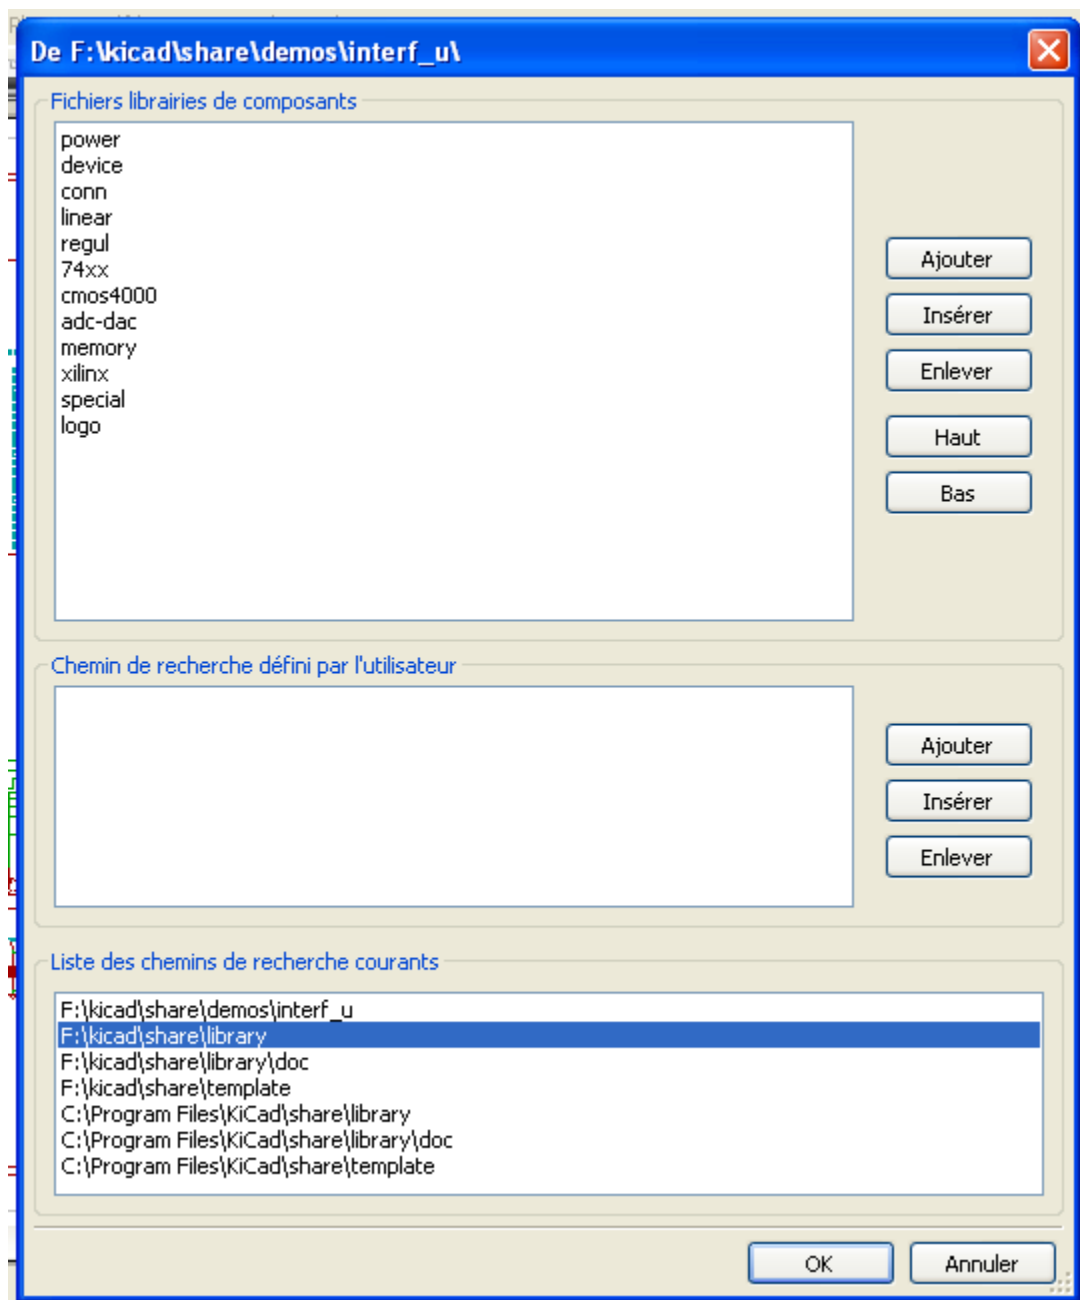 De F:\kicad\share\demos\interf_u\
Fichiers librairies de composants
power
device
conn
linear
regul
74xx
cmos4000
adc-dac
memory
xilinx
special
logo
Ajouter
Insérer
Enlever
Haut
Bas
Chemin de recherche défini par l'utilisateur
Ajouter
Insérer
Enlever
Liste des chemins de recherche courants
F:\kicad\share\demos\interf_u
F:\kicad\share\library
F:\kicad\share\library\doc
F:\kicad\share\template
C:\Program Files\KiCad\share\library
C:\Program Files\KiCad\share\library\doc
C:\Program Files\KiCad\share\template
OK
Annuler